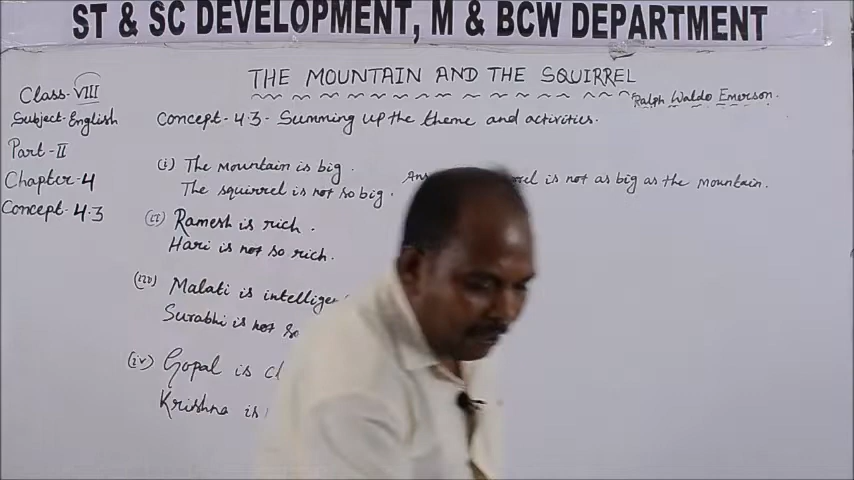 ST & SC DEVELOPMENT, M & BCW DEPARTMENT
THE MOUNTAIN AND THE SQUIRREL
Ralph Waldo Emerson.
Class-VIII
Subject-English
Part-II
Chapter-4
Concept-4.3
Concept-4.3- Summing up the theme and activities.
(i) The Mountain is big.
The squirrel is not so big.
is not as big as the mountain.
(ii) Ramesh is rich.
Hari is not so rich.
(iii) Malati is
Surabhi is not so
(iv) Gopal is
Krishna is